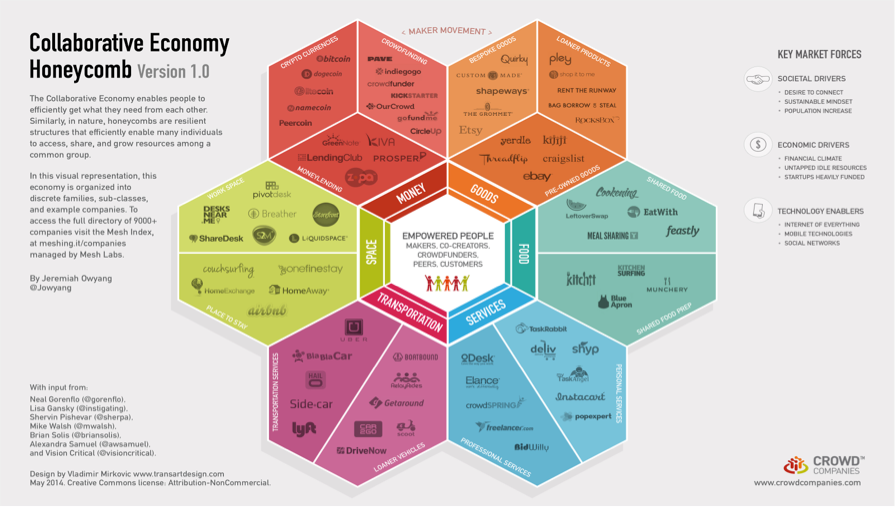 Collaborative Economy
Honeycomb Version 1.0
The Collaborative Economy enables people to
efficiently get what they need from each other.
Similarly, in nature, honeycombs are resilient
structures that efficiently enable many individuals
to access, share, and grow resources among a
common group.
In this visual representation, this
economy is organized into
discrete families, sub-classes,
and example companies. To
access the full directory of 9000+
companies visit the Mesh Index,
at meshing.it/companies
managed by Mesh Labs.
By Jeremiah Owyang
@Jowyang
With input from:
Neal Gorenflo (@gorenflo),
Lisa Gansky (@instigating),
Shervin Pishevar (@sherpa),
Mike Walsh (@mwalsh),
Brian Solis (@briansolis),
Alexandra Samuel (@awsamuel),
and Vision Critical (@visioncritical).
Design by Vladimir Mirkovic www.transartdesign.com
May 2014. Creative Commons license: Attribution-NonCommercial.
< MAKER MOVEMENT >
CRYPTO CURRENCIES
bitcoin
dogecoin
litecoin
namecoin
Peercoin
CROWDFUNDING
PAVE
indiegogo
crowdfunder
KICKSTARTER
OurCrowd
gofundme
CircleUp
MONEYLENDING
Greennote
KIVA
LendingClub
PROSPER
zopa
MONEY
BESPOKE GOODS
Quirky
CUSTOM MADE
shapeways
THE GROMMET
Etsy
LOANER PRODUCTS
pley
shop it to me
RENT THE RUNWAY
BAG BORROW & STEAL
ROCKSBOX
PRE-OWNED GOODS
yerdle
kijiji
Threadflip
craigslist
ebay
GOODS
WORK SPACE
pivotdesk
DESKS
NEAR
.ME
Breather
Storefront
ShareDesk
LIQUIDSPACE
PLACE TO STAY
couchsurfing
onefinestay
HomeExchange
HomeAway
airbnb
SPACE
EMPOWERED PEOPLE
MAKERS, CO-CREATORS,
CROWDFUNDERS,
PEERS, CUSTOMERS
FOOD
SHARED FOOD
Cookening
LeftoverSwap
EatWith
MEAL SHARING
feastly
SHARED FOOD PREP
kitchit
KITCHEN
SURFING
MUNCHERY
Blue
Apron
TRANSPORTATION
TRANSPORTATION SERVICES
UBER
BlaBlaCar
HAILO
Side-car
lyft
LOANER VEHICLES
BOATBOUND
RelayRides
Getaround
CAR
2GO
scoot
DriveNow
SERVICES
PROFESSIONAL SERVICES
ODesk
Elance
crowdSPRING
freelancer
BidWilly
PERSONAL SERVICES
TaskRabbit
deliv
shyp
TaskAngel
Instacart
popexpert
KEY MARKET FORCES
SOCIETAL DRIVERS
• DESIRE TO CONNECT
• SUSTAINABLE MINDSET
• POPULATION INCREASE
ECONOMIC DRIVERS
• FINANCIAL CLIMATE
• UNTAPPED IDLE RESOURCES
• STARTUPS HEAVILY FUNDED
TECHNOLOGY ENABLERS
• INTERNET OF EVERYTHING
• MOBILE TECHNOLOGIES
• SOCIAL NETWORKS
CROWD™
COMPANIES
www.crowdcompanies.com